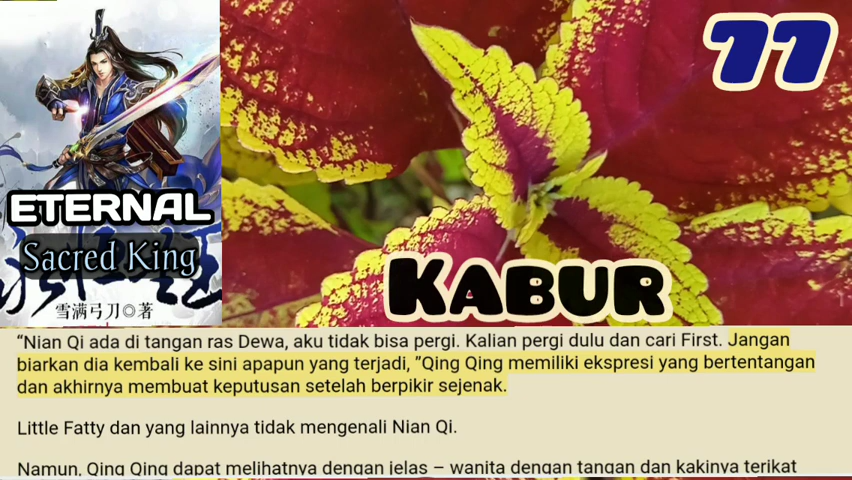 77
ETERNAL
Sacred King
雪满弓刀◎著
KABUR
“Nian Qi ada di tangan ras Dewa, aku tidak bisa pergi. Kalian pergi dulu dan cari First. Jangan
biarkan dia kembali ke sini apapun yang terjadi, ”Qing Qing memiliki ekspresi yang bertentangan
dan akhirnya membuat keputusan setelah berpikir sejenak.
Little Fatty dan yang lainnya tidak mengenali Nian Qi.
Namun, Qing Qing dapat melihatnya dengan jelas – wanita dengan tangan dan kakinya terikat